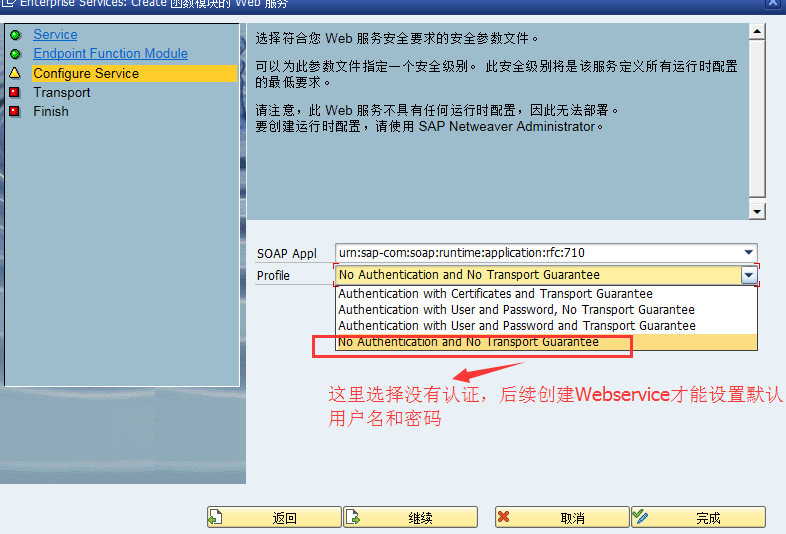 Enterprise Services: Create 函数模块的 Web 服务
Service
Endpoint Function Module
Configure Service
Transport
Finish
选择符合您 Web 服务安全要求的安全参数文件。
可以为此参数文件指定一个安全级别。 此安全级别将是该服务定义所有运行时配置
的最低要求。
请注意，此 Web 服务不具有任何运行时配置，因此无法部署。
要创建运行时配置，请使用 SAP Netweaver Administrator。
SOAP Appl urn:sap-com:soap:runtime:application:rfc:710
Profile No Authentication and No Transport Guarantee
Authentication with Certificates and Transport Guarantee
Authentication with User and Password, No Transport Guarantee
Authentication with User and Password and Transport Guarantee
No Authentication and No Transport Guarantee
这里选择没有认证，后续创建Webservice才能设置默认
用户名和密码
返回 继续 取消 完成